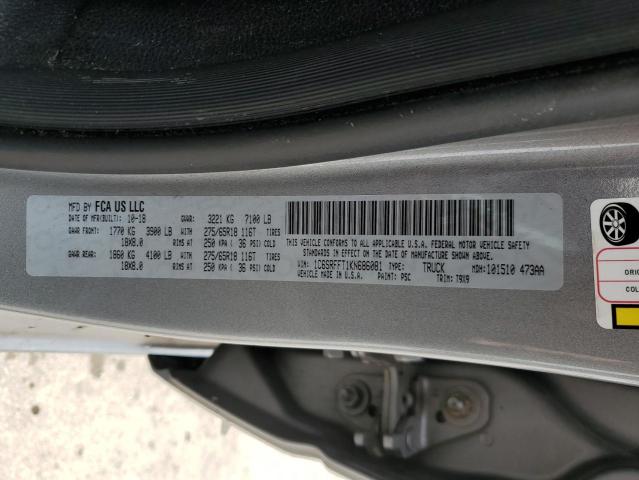 MFD BY FCA US LLC
DATE OF MFR(BUILT): 10-18 GVWR: 3221 KG 7100 LB
GAWR FRONT: 1770 KG 3900 LB WITH 275/65R18 116T TIRES
18X8.0 RIMS AT 250 KPA ( 36 PSI) COLD
GAWR REAR: 1860 KG 4100 LB WITH 275/65R18 116T TIRES
18X8.0 RIMS AT 250 KPA ( 36 PSI) COLD
THIS VEHICLE CONFORMS TO ALL APPLICABLE U.S.A. FEDERAL MOTOR VEHICLE SAFETY
STANDARDS IN EFFECT ON THE DATE OF MANUFACTURE SHOWN ABOVE.
VIN: 1C6SRFFT1KN686081 TYPE: TRUCK MDH: 101510 473AA
VEHICLE MADE IN U.S.A. PAINT: PSC TRIM: T9X9